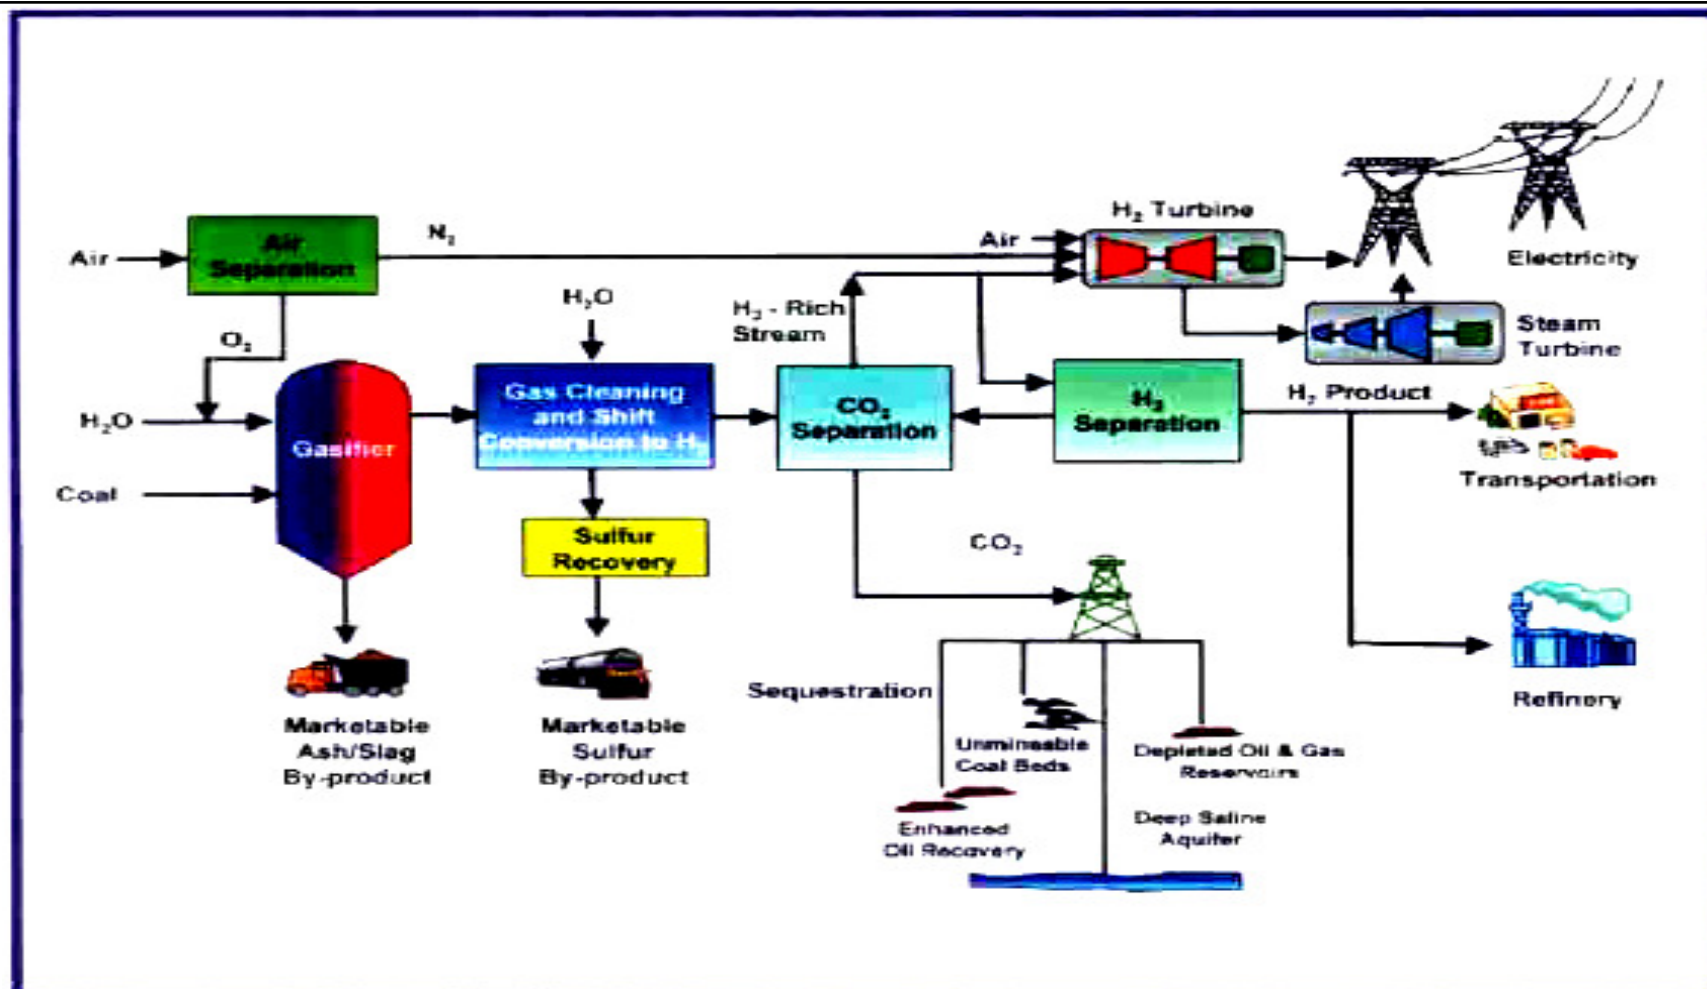 Air
Air
Separation
N₂
O₂
H₂O
Coal
Gasifier
H₂O
Gas Cleaning
and Shift
Conversion to H₂
Sulfur
Recovery
Marketable
Ash/Slag
By-product
Marketable
Sulfur
By-product
H₂ - Rich
Stream
CO₂
Separation
Air
H₂ Turbine
Electricity
Steam
Turbine
H₂
Separation
H₂ Product
Transportation
Refinery
CO₂
Sequestration
Unmineable
Coal Beds
Depleted Oil & Gas
Reservoirs
Enhanced
Oil Recovery
Deep Saline
Aquifer